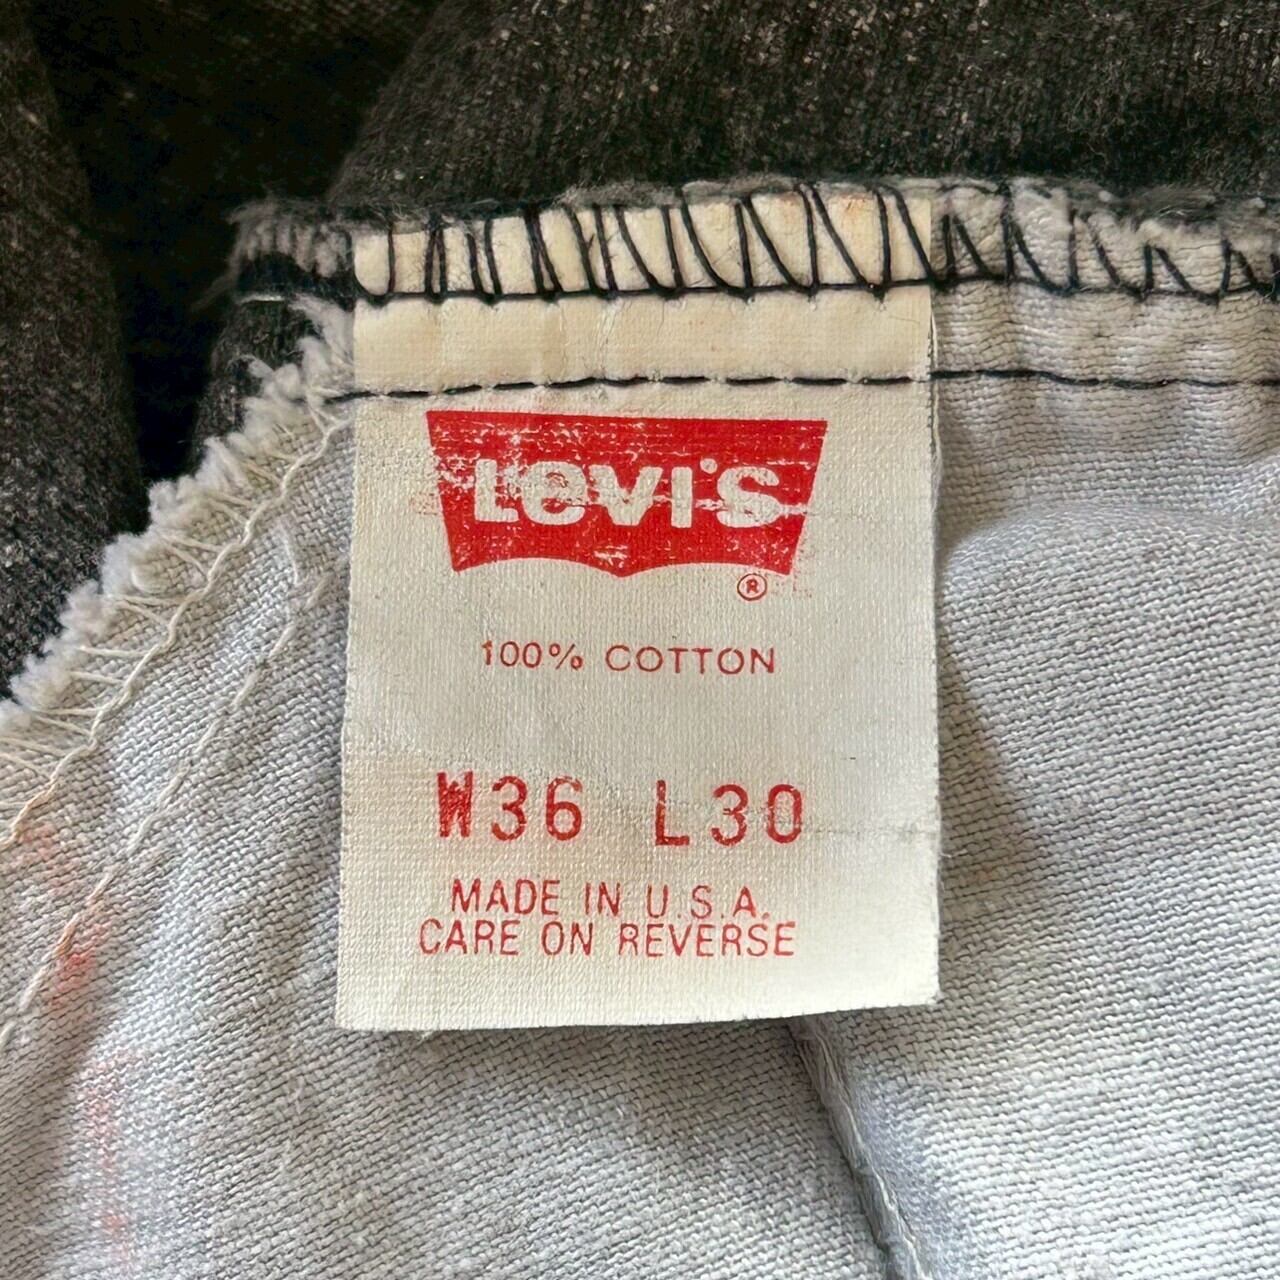 Levi's
®
100% COTTON
W36 L30
MADE IN U.S.A.
CARE ON REVERSE